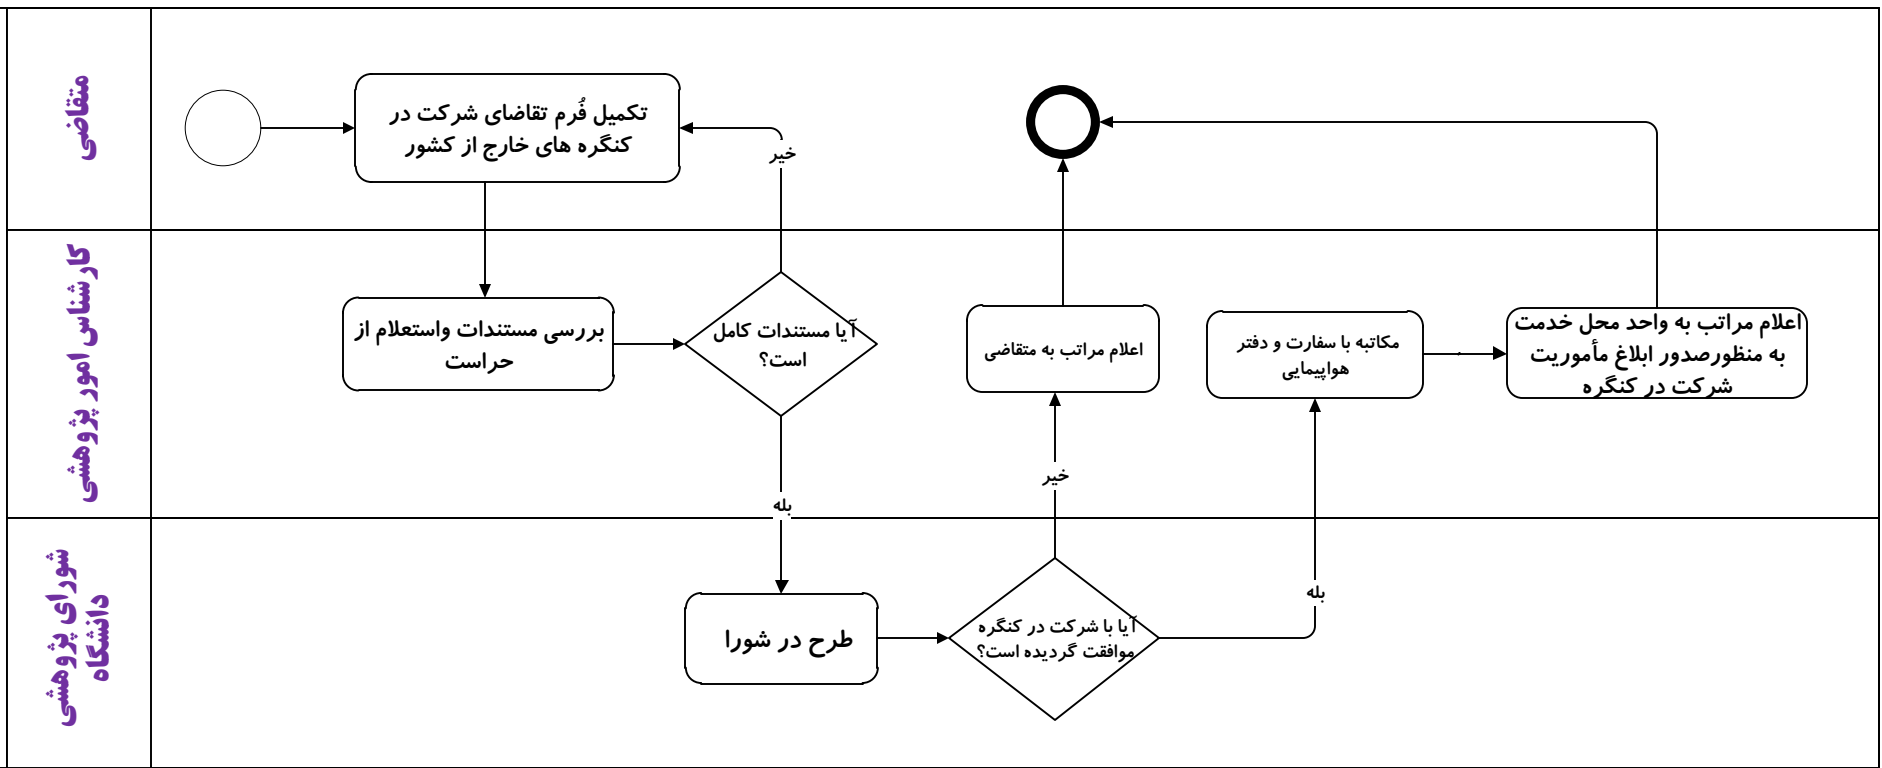 متقاضی
تکمیل فُرم تقاضای شرکت در
کنگره های خارج از کشور
خیر
کارشناس امور پژوهشی
بررسی مستندات واستعلام از
حراست
آیا مستندات کامل
است؟
بله
اعلام مراتب به متقاضی
خیر
مکاتبه با سفارت و دفتر
هواپیمایی
اعلام مراتب به واحد محل خدمت
به منظورصدور ابلاغ مأموریت
شرکت در کنگره
شورای پژوهشی
دانشگاه
طرح در شورا
آیا با شرکت در کنگره
موافقت گردیده است؟
بله